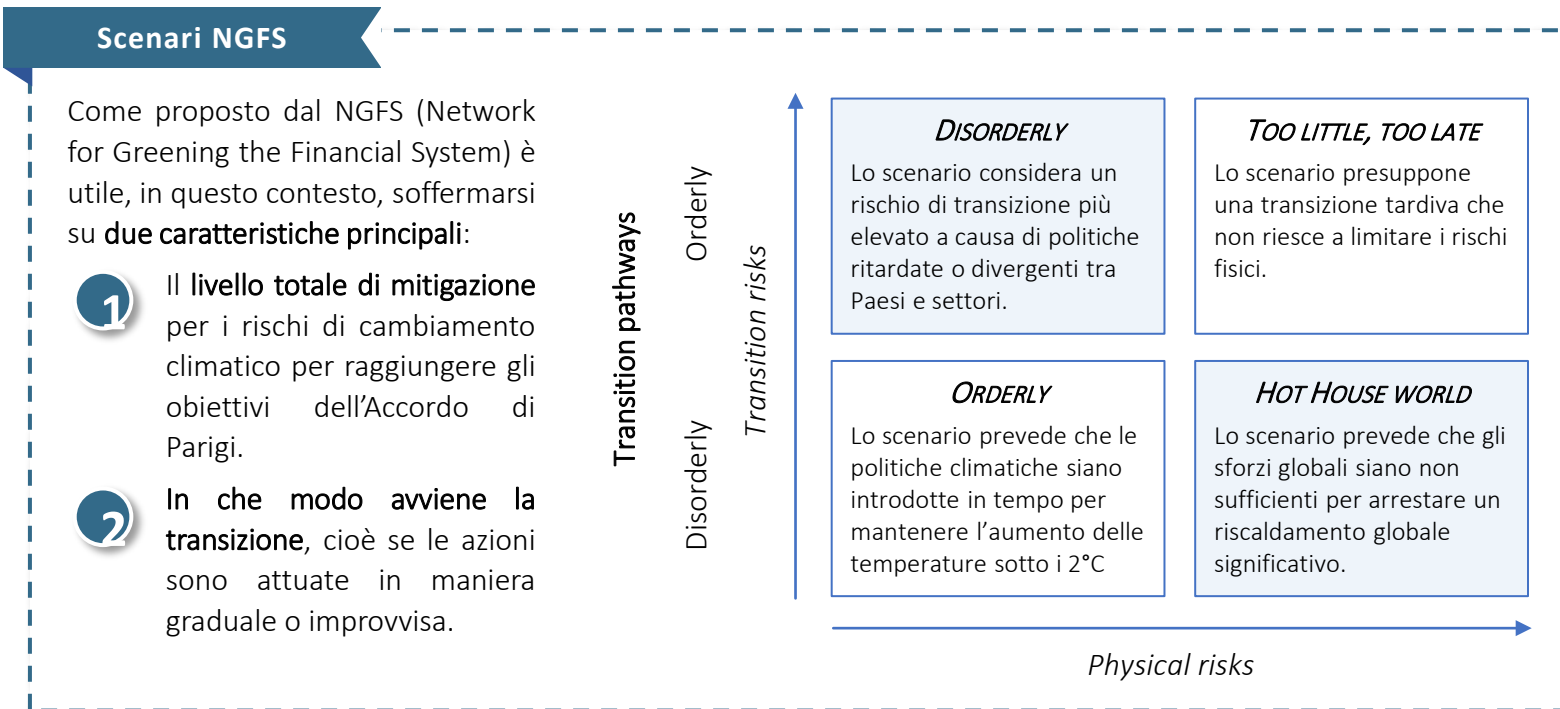 Scenari NGFS
Come proposto dal NGFS (Network
for Greening the Financial System) è
utile, in questo contesto, soffermarsi
su due caratteristiche principali:
1
Il livello totale di mitigazione
per i rischi di cambiamento
climatico per raggiungere gli
obiettivi dell'Accordo di
Parigi.
2
In che modo avviene la
transizione, cioè se le azioni
sono attuate in maniera
graduale o improvvisa.
Transition pathways
Orderly
Disorderly
Transition risks
DISORDERLY
Lo scenario considera un
rischio di transizione più
elevato a causa di politiche
ritardate o divergenti tra
Paesi e settori.
TOO LITTLE, TOO LATE
Lo scenario presuppone
una transizione tardiva che
non riesce a limitare i rischi
fisici.
ORDERLY
Lo scenario prevede che le
politiche climatiche siano
introdotte in tempo per
mantenere l'aumento delle
temperature sotto i 2°C
HOT HOUSE WORLD
Lo scenario prevede che gli
sforzi globali siano non
sufficienti per arrestare un
riscaldamento globale
significativo.
Physical risks